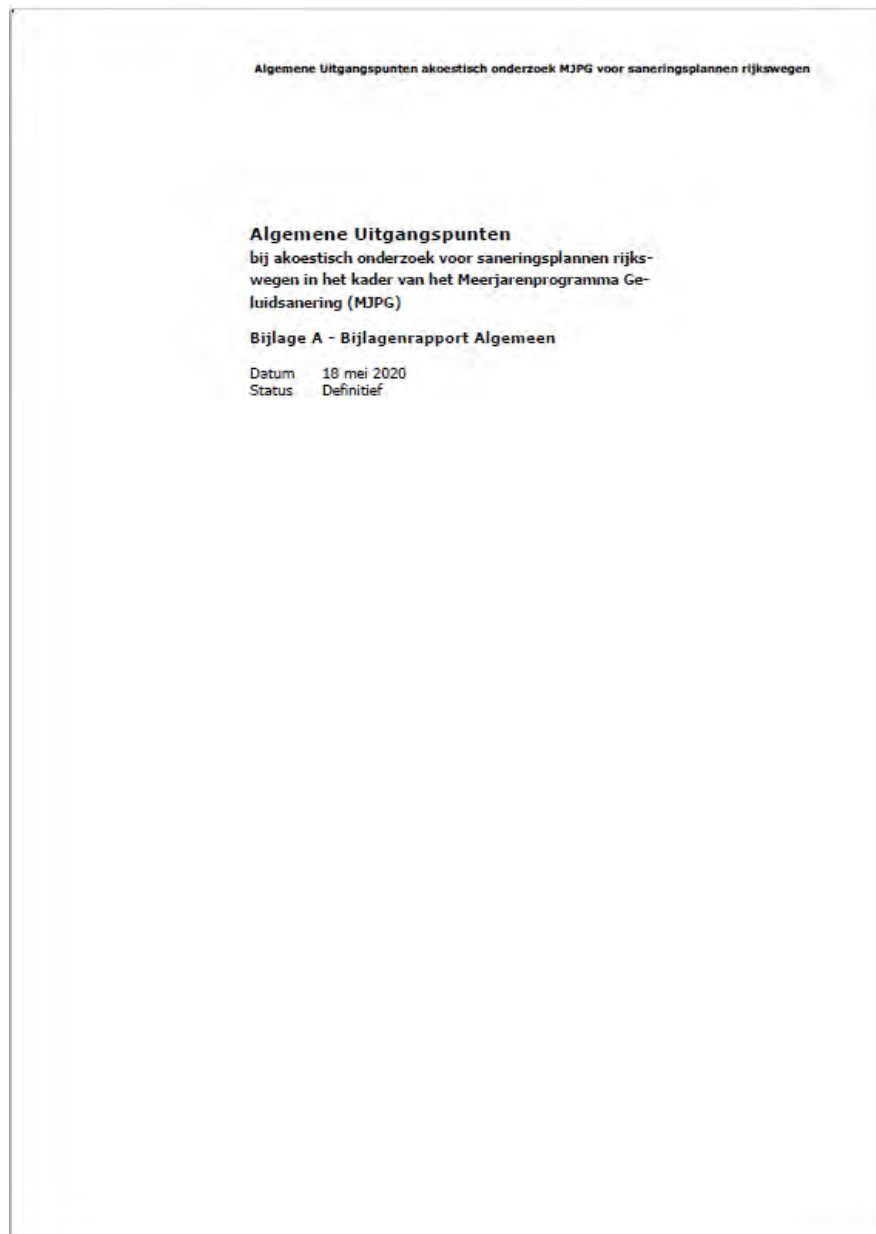 Algemene Uitgangspunten akoestisch onderzoek MJPG voor saneringsplannen rijkswegen
Algemene Uitgangspunten
bij akoestisch onderzoek voor saneringsplannen rijks-
wegen in het kader van het Meerjarenprogramma Ge-
luidsanering (MJPG)
Bijlage A - Bijlagenrapport Algemeen
Datum 18 mei 2020
Status Definitief